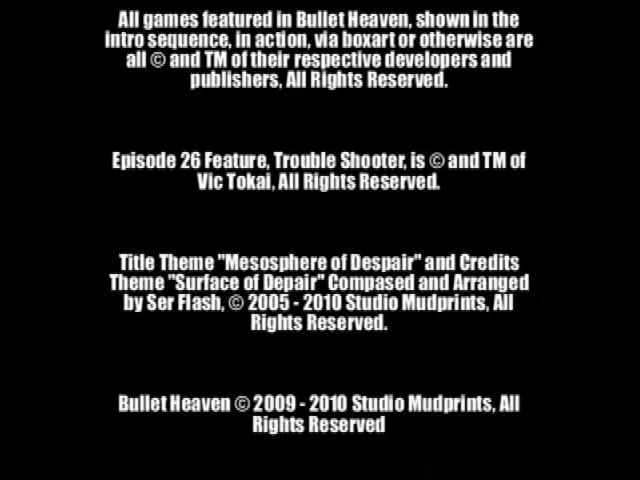 All games featured in Bullet Heaven, shown in the
intro sequence, in action, via boxart or otherwise are
all © and TM of their respective developers and
publishers, All Rights Reserved.
Episode 26 Feature, Trouble Shooter, is © and TM of
Vic Tokai, All Rights Reserved.
Title Theme "Mesosphere of Despair" and Credits
Theme "Surface of Depair" Compased and Arranged
by Ser Flash, © 2005 - 2010 Studio Mudprints, All
Rights Reserved.
Bullet Heaven © 2009 - 2010 Studio Mudprints, All
Rights Reserved